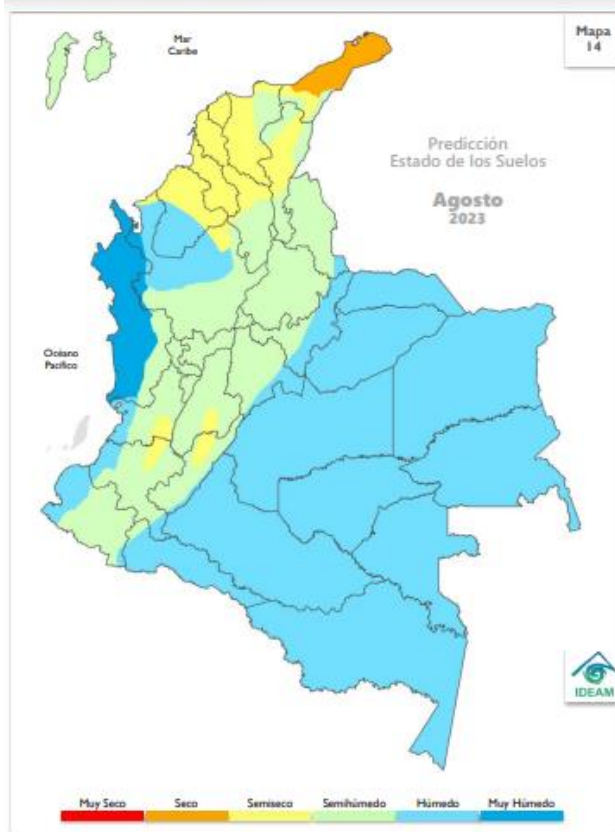 Mapa
14
Mar
Caribe
Predicción
Estado de los Suelos
Agosto
2023
Océano
Pacífico
IDEAM
Muy Seco
Seco
Semiseco
Semihúmedo
Húmedo
Muy Húmedo